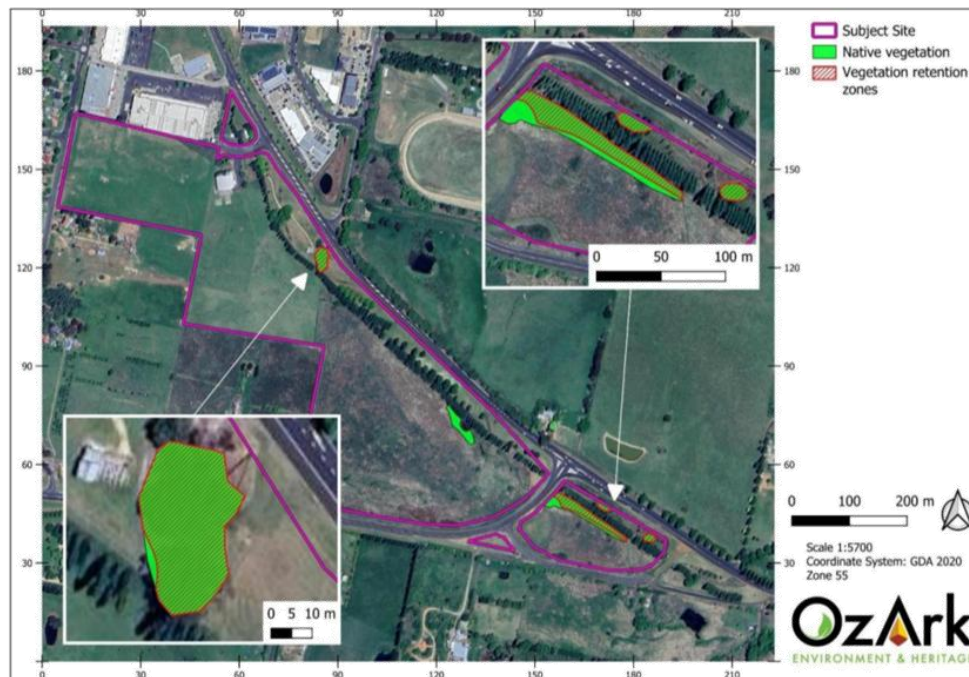 0 30 60 90 120 150 180 210
180 180
150 150
120 120
90 90
60 60
30 30
0 30 60 90 120 150 180 210
0 50 100 m
0 5 10 m
Subject Site
Native vegetation
Vegetation retention
zones
0 100 200 m
Scale 1:5700
Coordinate System: GDA 2020
Zone 55
OzArk
ENVIRONMENT & HERITAGE